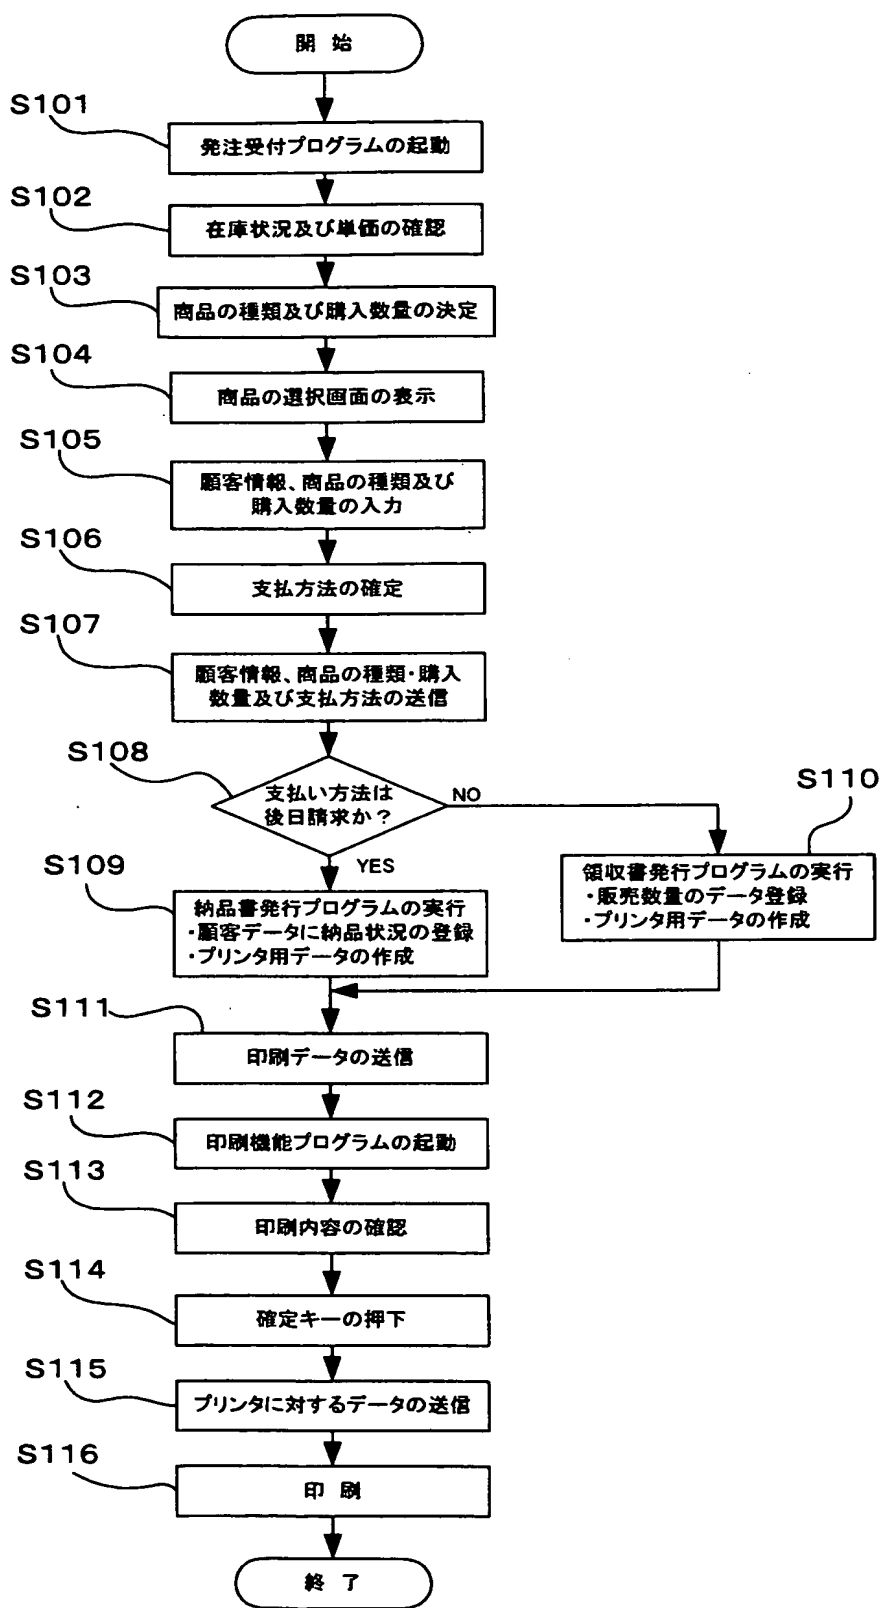 開 始
S101
発注受付プログラムの起動
S102
在庫状況及び単価の確認
S103
商品の種類及び購入数量の決定
S104
商品の選択画面の表示
S105
顧客情報、商品の種類及び
購入数量の入力
S106
支払方法の確定
S107
顧客情報、商品の種類・購入
数量及び支払方法の送信
S108
支払い方法は
後日請求か？
NO
YES
S110
領収書発行プログラムの実行
・販売数量のデータ登録
・プリンタ用データの作成
S109
納品書発行プログラムの実行
・顧客データに納品状況の登録
・プリンタ用データの作成
S111
印刷データの送信
S112
印刷機能プログラムの起動
S113
印刷内容の確認
S114
確定キーの押下
S115
プリンタに対するデータの送信
S116
印 刷
終 了